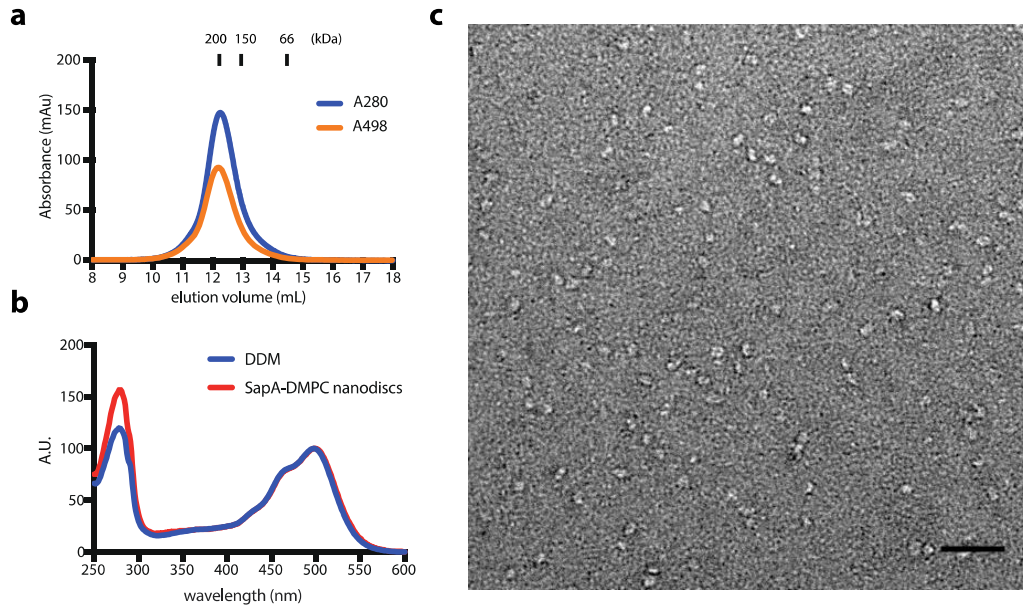 a
200 150 66 (kDa)
200
150
100
50
0
Absorbance (mAu)
A280
A498
8 9 10 11 12 13 14 15 16 17 18
elution volume (mL)
b
200
150
100
50
0
A.U.
DDM
SapA-DMPC nanodiscs
250 300 350 400 450 500 550 600
wavelength (nm)
c